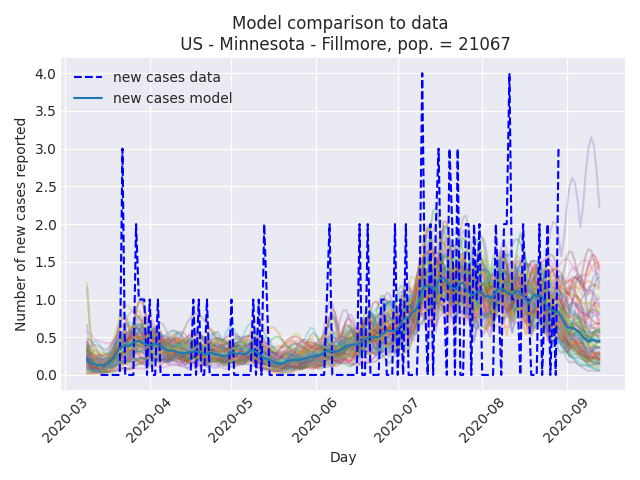 Model comparison to data
US - Minnesota - Fillmore, pop. = 21067
new cases data
new cases model
Number of new cases reported
4.0
3.5
3.0
2.5
2.0
1.5
1.0
0.5
0.0
2020-03
2020-04
2020-05
2020-06
2020-07
2020-08
2020-09
Day